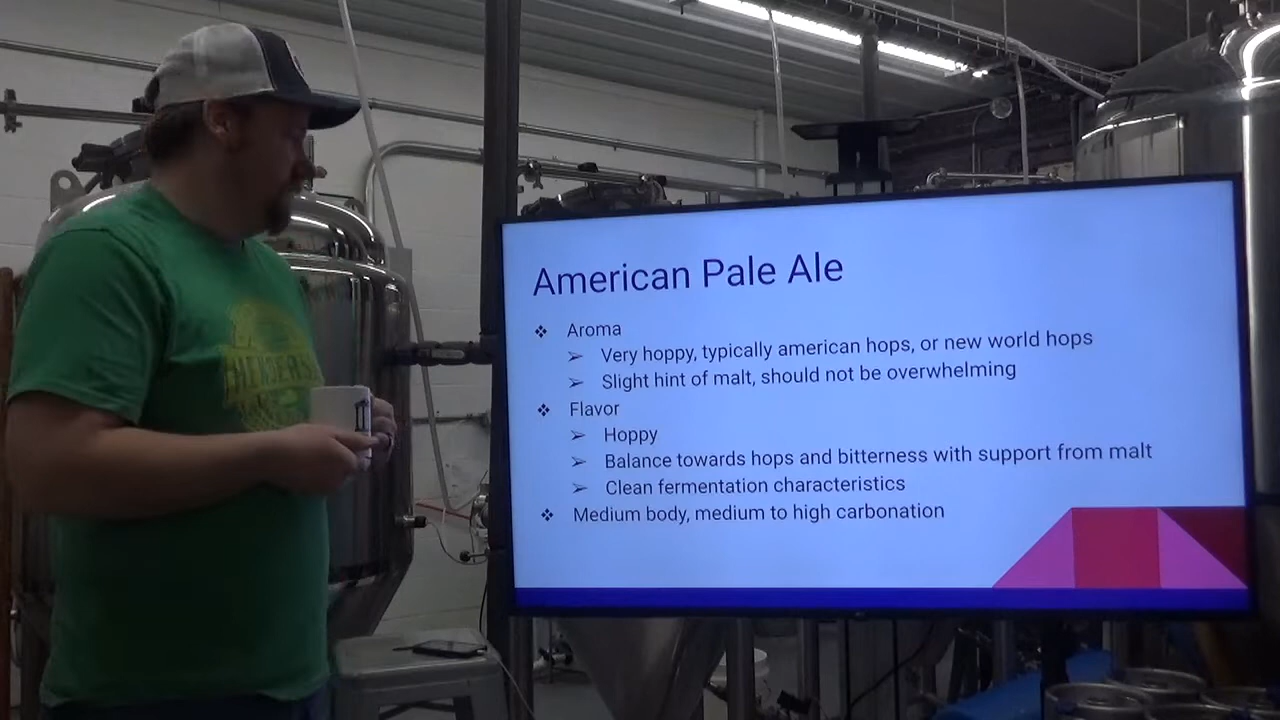 American Pale Ale
❖ Aroma
➢ Very hoppy, typically american hops, or new world hops
➢ Slight hint of malt, should not be overwhelming
❖ Flavor
➢ Hoppy
➢ Balance towards hops and bitterness with support from malt
➢ Clean fermentation characteristics
❖ Medium body, medium to high carbonation